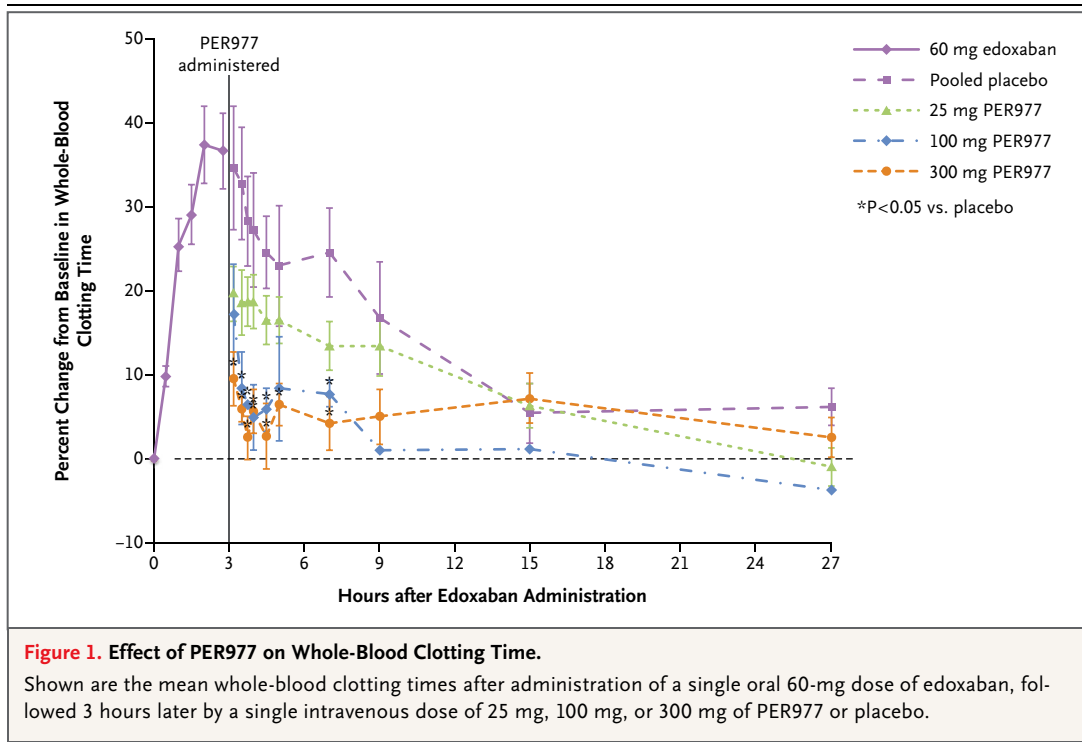 50
40
30
20
10
0
−10
Percent Change from Baseline in Whole-Blood
Clotting Time
PER977
administered
60 mg edoxaban
Pooled placebo
25 mg PER977
100 mg PER977
300 mg PER977
*P<0.05 vs. placebo
* * * * * * * * * * * *
0 3 6 9 12 15 18 21 24 27
Hours after Edoxaban Administration
Figure 1. Effect of PER977 on Whole-Blood Clotting Time.
Shown are the mean whole-blood clotting times after administration of a single oral 60-mg dose of edoxaban, fol-
lowed 3 hours later by a single intravenous dose of 25 mg, 100 mg, or 300 mg of PER977 or placebo.